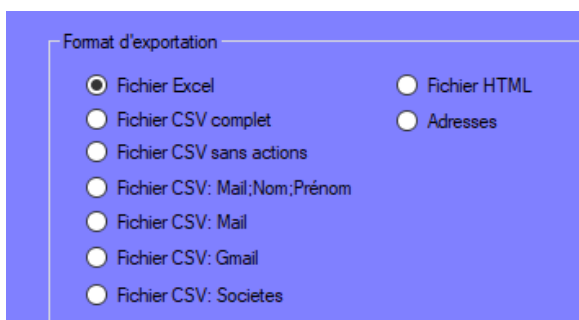 Format d'exportation
Fichier Excel
Fichier CSV complet
Fichier CSV sans actions
Fichier CSV: Mail;Nom;Prénom
Fichier CSV: Mail
Fichier CSV: Gmail
Fichier CSV: Societes
Fichier HTML
Adresses